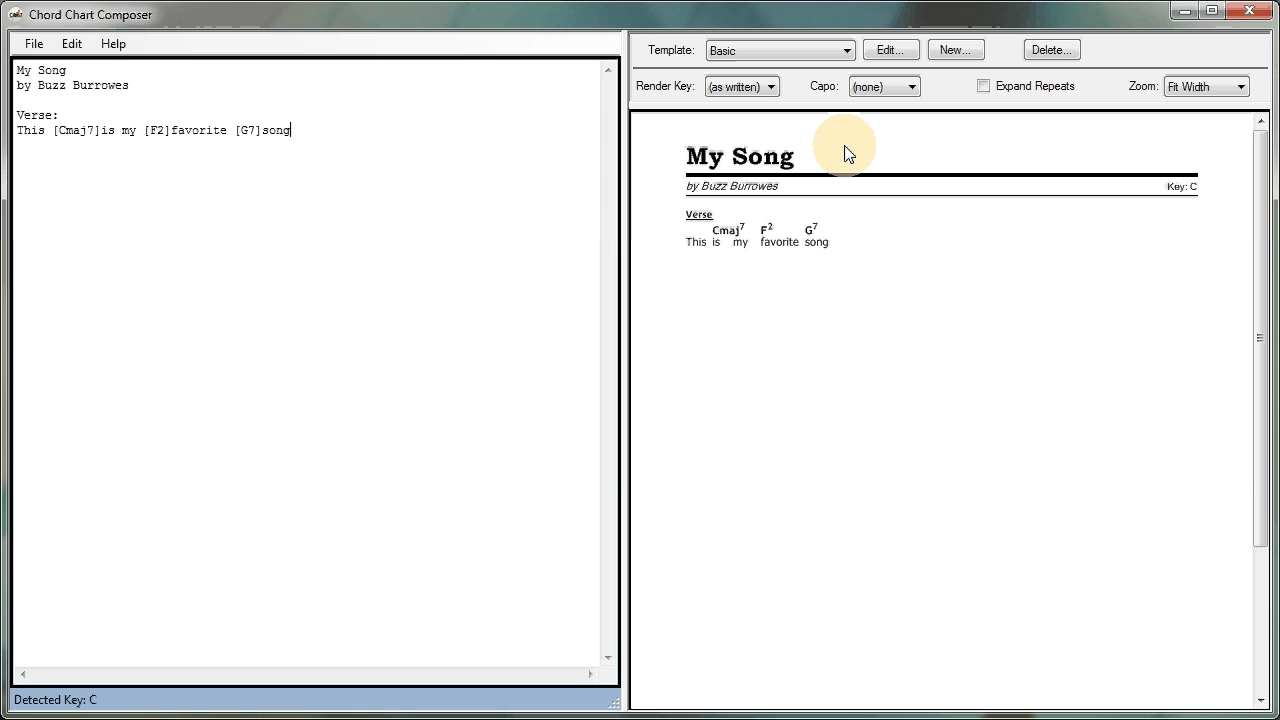 Chord Chart Composer
File Edit Help
My Song
by Buzz Burrowes
Verse:
This [Cmaj7]is my [F2]favorite [G7]song
Detected Key: C
Template: Basic Edit... New... Delete...
Render Key: (as written) Capo: (none) Expand Repeats Zoom: Fit Width
My Song
by Buzz Burrowes Key: C
Verse
Cmaj7 F2 G7
This is my favorite song